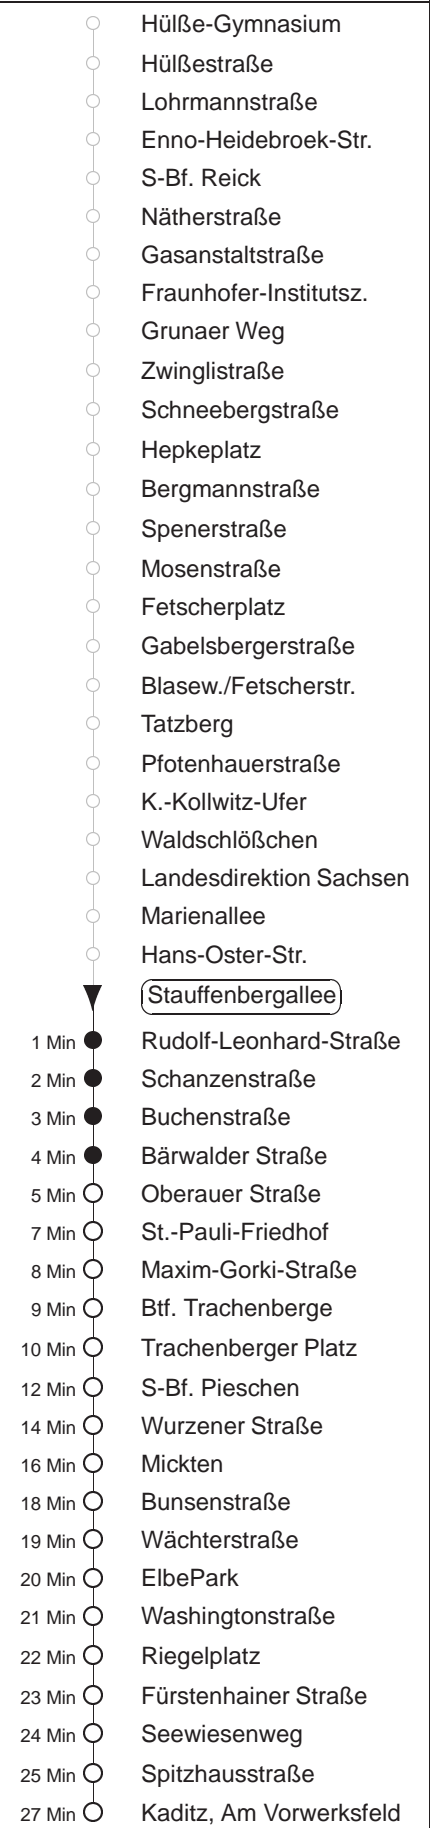 Hülße-Gymnasium
Hülßestraße
Lohrmannstraße
Enno-Heidebroek-Str.
S-Bf. Reick
Nätherstraße
Gasanstaltstraße
Fraunhofer-Institutsz.
Grunaer Weg
Zwinglistraße
Schneebergstraße
Hepkeplatz
Bergmannstraße
Spenerstraße
Mosenstraße
Fetscherplatz
Gabelsbergerstraße
Blasew./Fetscherstr.
Tatzberg
Pfotenhauerstraße
K.-Kollwitz-Ufer
Waldschlößchen
Landesdirektion Sachsen
Marienallee
Hans-Oster-Str.
Stauffenbergallee
1 Min Rudolf-Leonhard-Straße
2 Min Schanzenstraße
3 Min Buchenstraße
4 Min Bärwalder Straße
5 Min Oberauer Straße
7 Min St.-Pauli-Friedhof
8 Min Maxim-Gorki-Straße
9 Min Btf. Trachenberge
10 Min Trachenberger Platz
12 Min S-Bf. Pieschen
14 Min Wurzener Straße
16 Min Mickten
18 Min Bunsenstraße
19 Min Wächterstraße
20 Min ElbePark
21 Min Washingtonstraße
22 Min Riegelplatz
23 Min Fürstenhainer Straße
24 Min Seewiesenweg
25 Min Spitzhausstraße
27 Min Kaditz, Am Vorwerksfeld